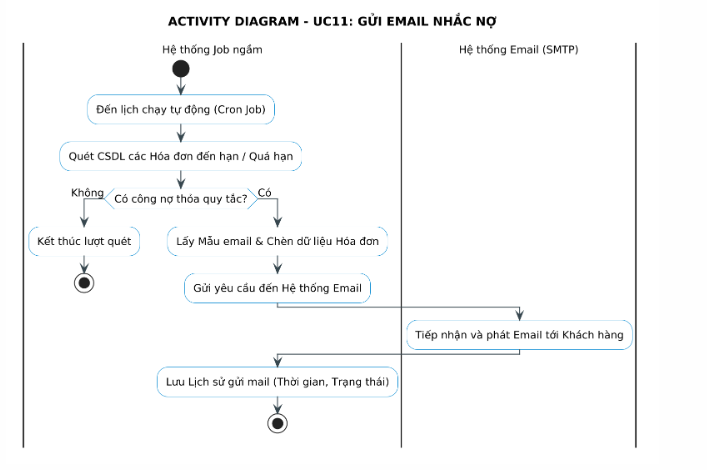 ACTIVITY DIAGRAM - UC11: GỬI EMAIL NHẮC NỢ
Hệ thống Job ngầm
Hệ thống Email (SMTP)
Đến lịch chạy tự động (Cron Job)
Quét CSDL các Hóa đơn đến hạn / Quá hạn
Không
Có công nợ thóa quy tắc?
Có
Kết thúc lượt quét
Lấy Mẫu email & Chèn dữ liệu Hóa đơn
Gửi yêu cầu đến Hệ thống Email
Tiếp nhận và phát Email tới Khách hàng
Lưu Lịch sử gửi mail (Thời gian, Trạng thái)